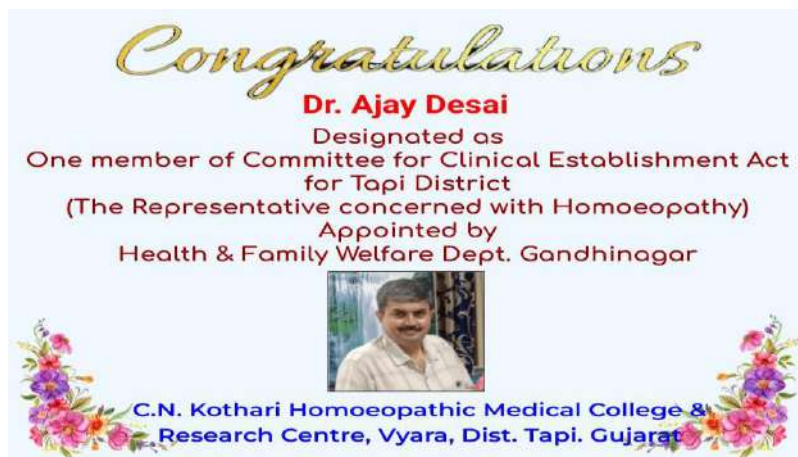 Congratulations
Dr. Ajay Desai
Designated as
One member of Committee for Clinical Establishment Act
for Tapi District
(The Representative concerned with Homoeopathy)
Appointed by
Health & Family Welfare Dept. Gandhinagar
C.N. Kothari Homoeopathic Medical College &
Research Centre, Vyara, Dist. Tapi. Gujarat